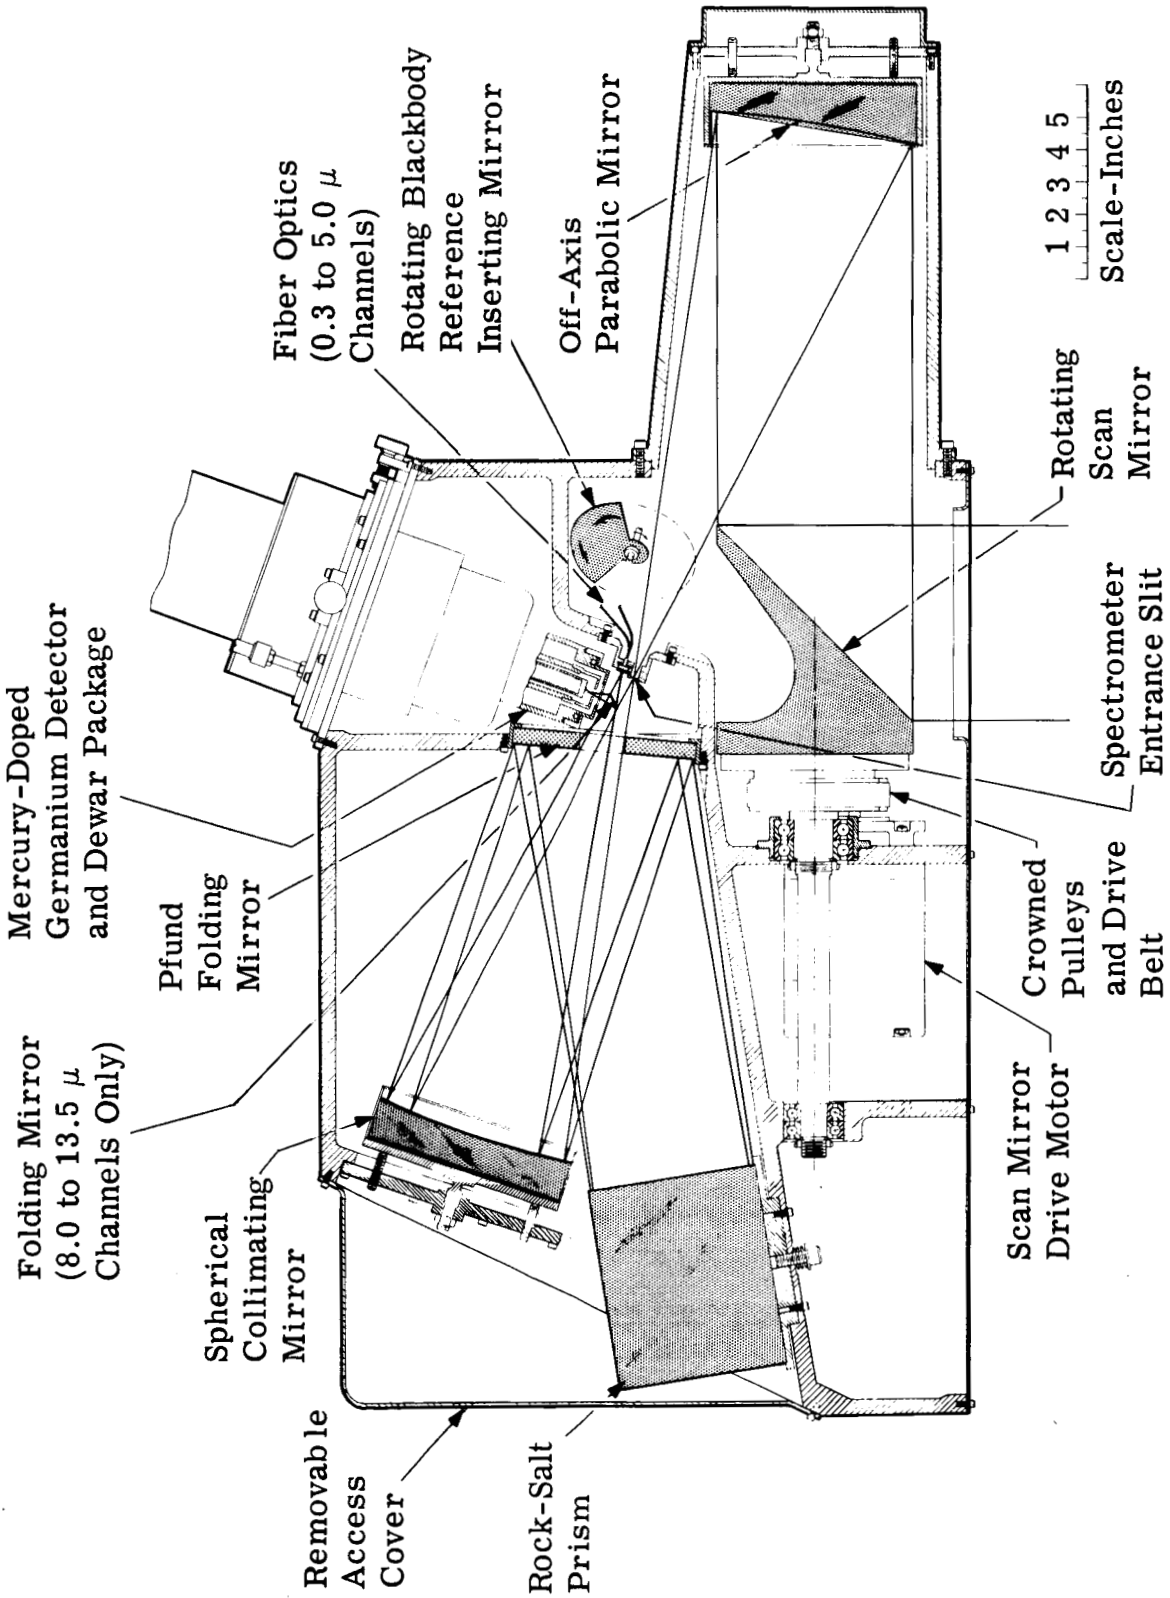 Folding Mirror
(8.0 to 13.5 μ
Channels Only)
Mercury-Doped
Germanium Detector
and Dewar Package
Pfund
Folding
Mirror
Fiber Optics
(0.3 to 5.0 μ
Channels)
Rotating Blackbody
Reference
Inserting Mirror
Off-Axis
Parabolic Mirror
Spherical
Collimating
Mirror
Removable
Access
Cover
Rock-Salt
Prism
Scan Mirror
Drive Motor
Crowned
Pulleys
and Drive
Belt
Spectrometer
Entrance Slit
Rotating
Scan
Mirror
1 2 3 4 5
Scale-Inches